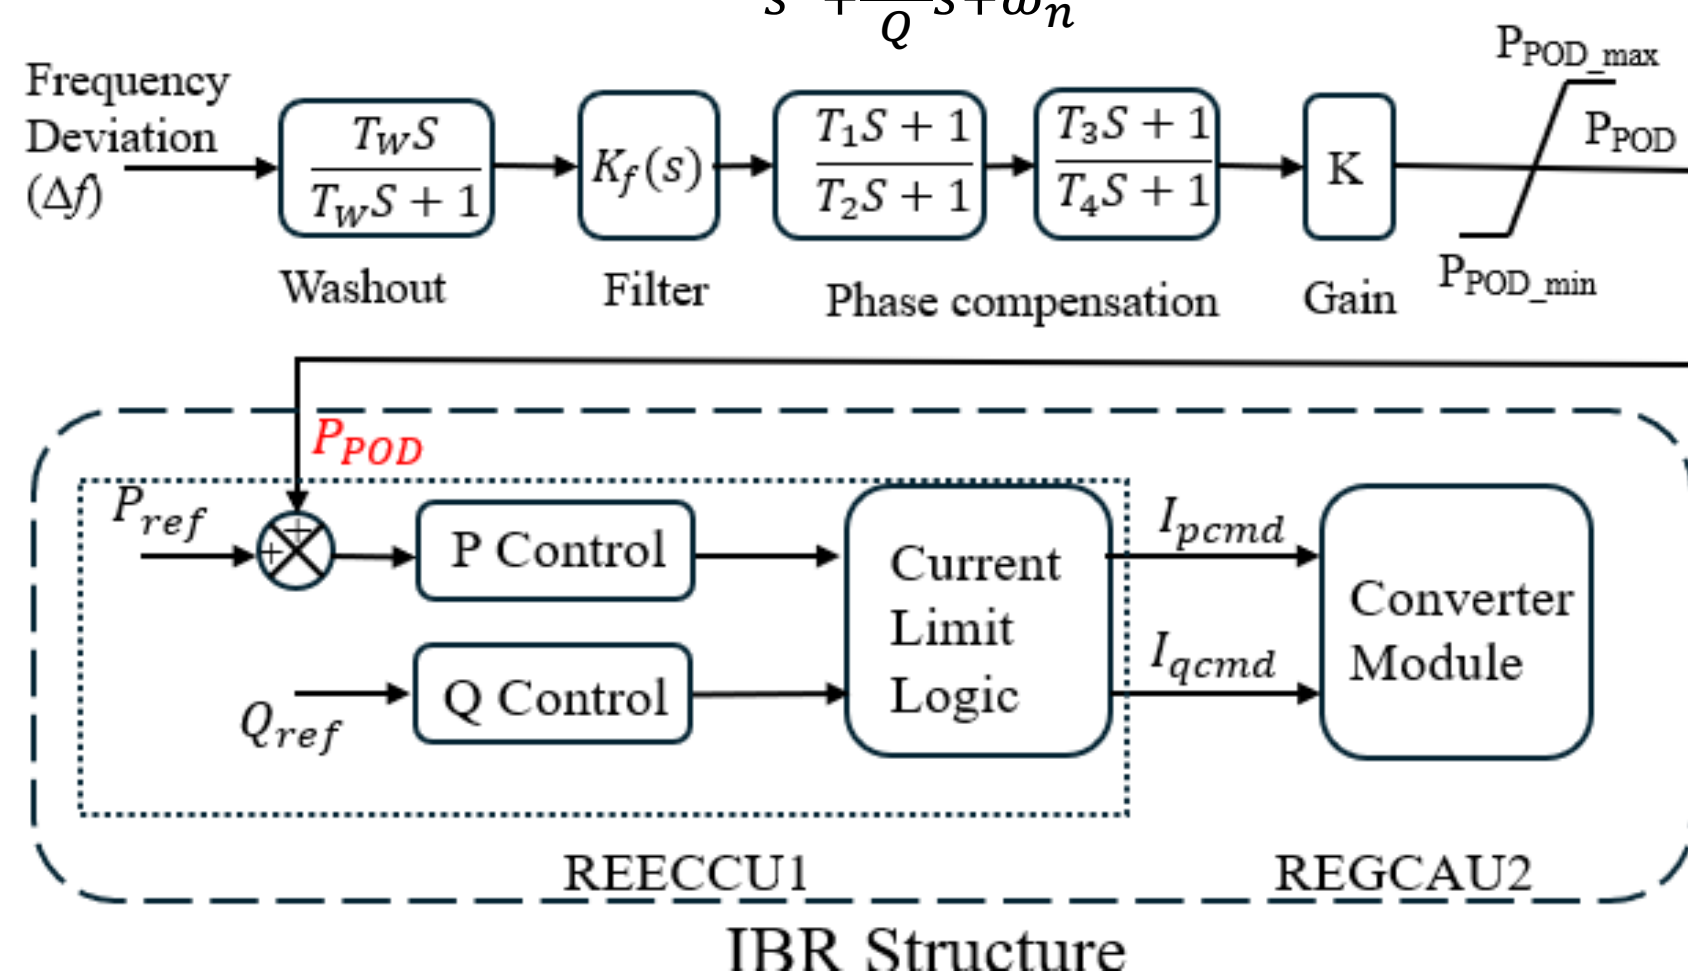 s + Q s+ω_n
P_POD_max
Frequency
Deviation
(Δf)
T_W S / T_W S + 1
K_f(s)
T_1 S + 1 / T_2 S + 1
T_3 S + 1 / T_4 S + 1
K
P_POD
P_POD_min
Washout
Filter
Phase compensation
Gain
P_POD
P_ref
+
+
P Control
Q_ref
Q Control
Current
Limit
Logic
I_pcmd
I_qcmd
Converter
Module
REECCU1
REGCAU2
IBR Structure